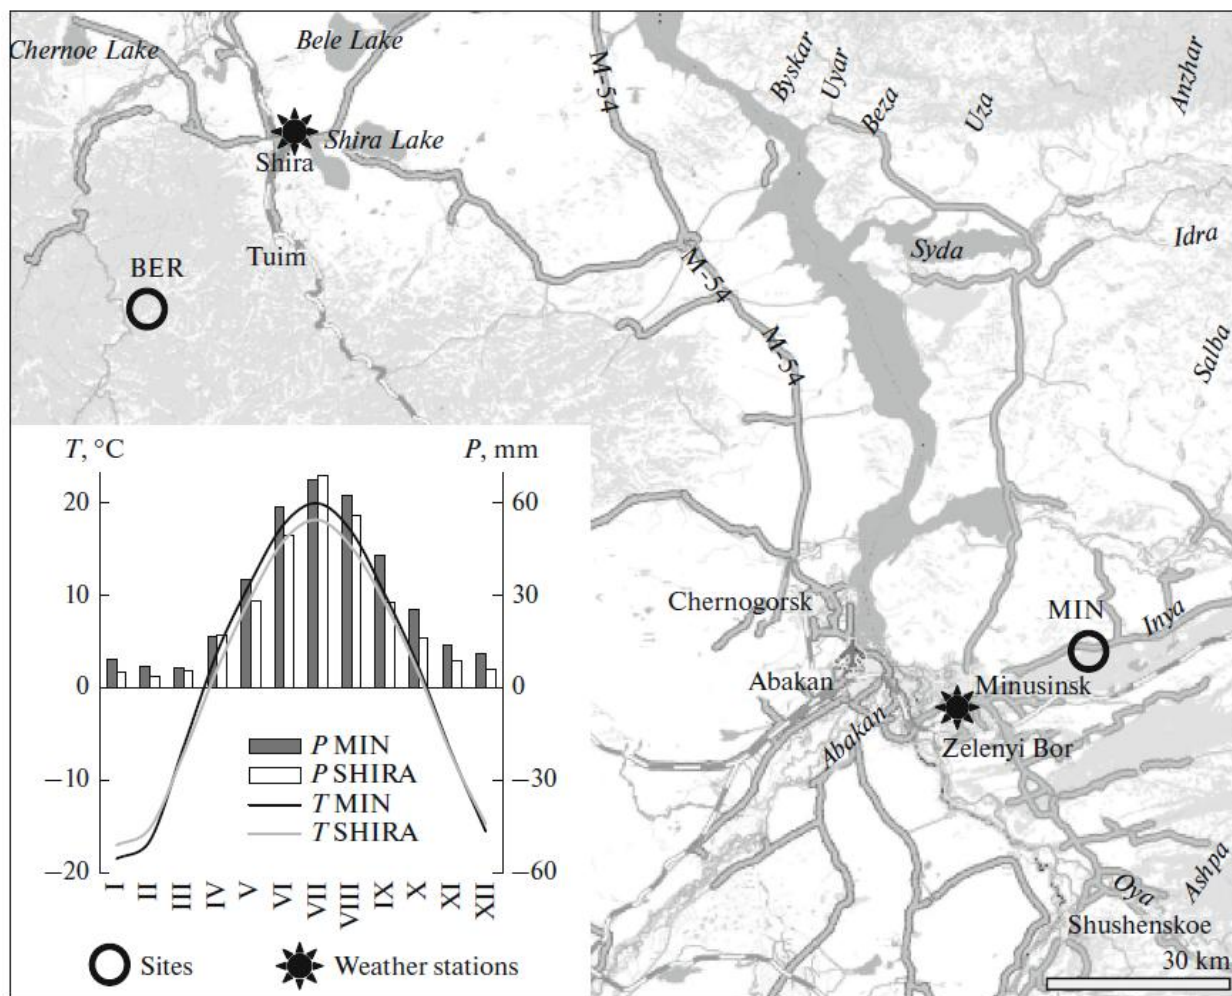 Chernoe Lake
Bele Lake
M-54
Byskar
Uyar
Beza
Uza
Anzhar
Shira Lake
Shira
Syda
Idra
Tuim
BER
M-54
M-54
Salba
T, °C
P, mm
20
60
10
30
0
0
−10
−30
−20
−60
P MIN
P SHIRA
T MIN
T SHIRA
I
II
III
IV
V
VI
VII
VIII
IX
X
XI
XII
Sites
Weather stations
Chernogorsk
MIN
Inya
Abakan
Minusinsk
Abakan
Zelenyi Bor
Oya
Ashpa
Shushenskoe
30 km